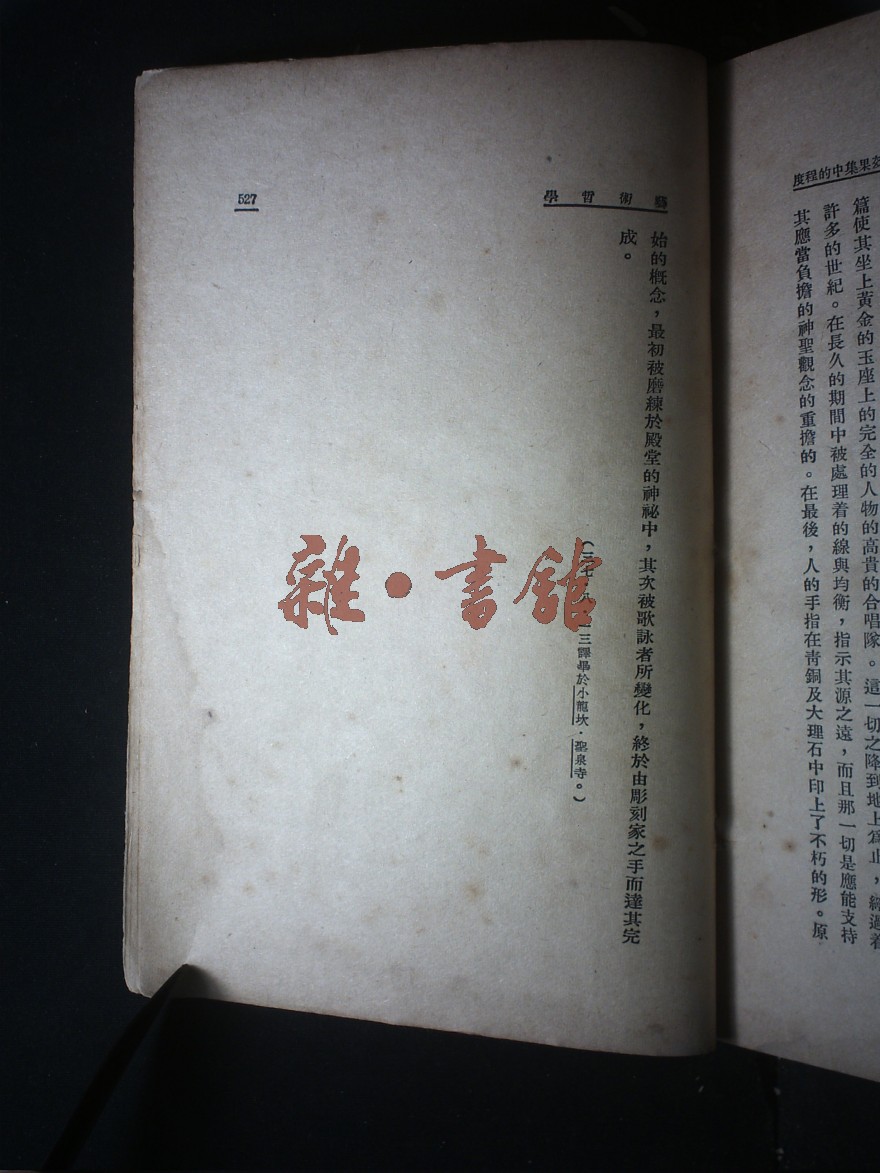 效果集中的程度
篇使其坐上黃金的玉座上的完全的人物的高貴的合唱隊。這一切之降到地上爲止，經過着
許多的世紀。在長久的期間中被處理着的線與均衡，指示其源之遠，而且那一切是應能支持
其應當負擔的神聖觀念的重擔的。在最後，人的手指在青銅及大理石中印上了不朽的形。原
藝術哲學
527
始的槪念，最初被磨練於殿堂的神祕中，其次被歌詠者所變化，終於由彫刻家之手而達其完
成。
三譯畢於小龍坎·聖泉寺。）
雜·書館